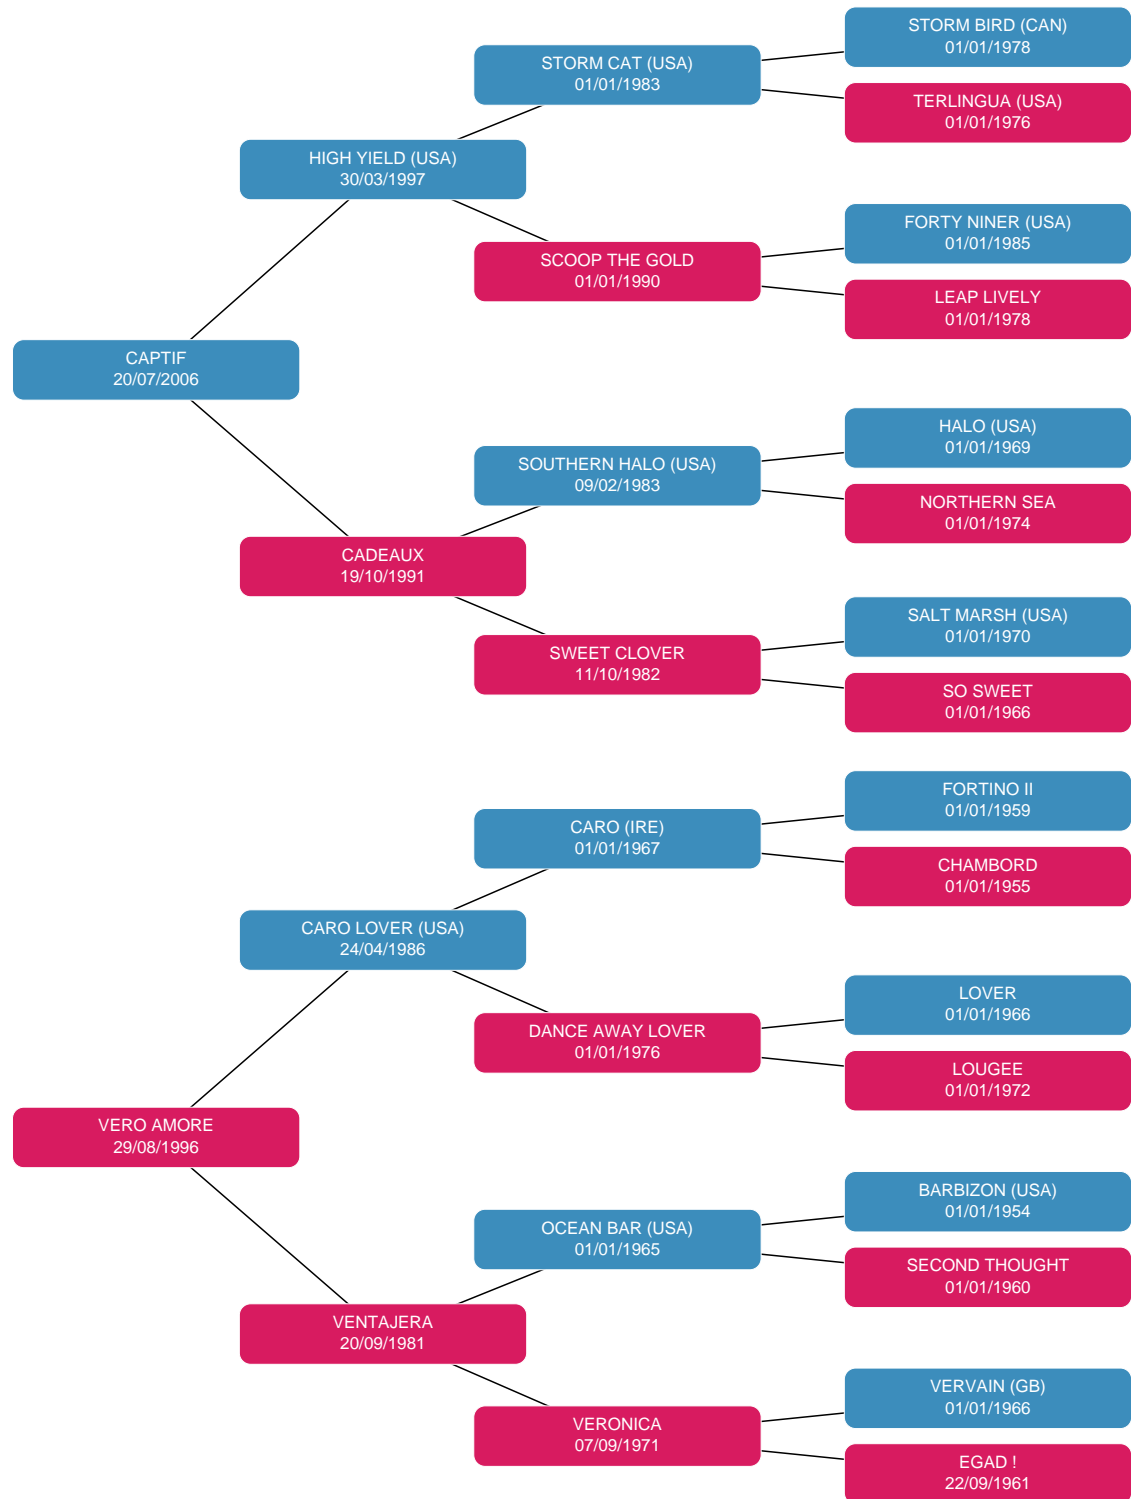 STORM BIRD (CAN)
01/01/1978
STORM CAT (USA)
01/01/1983
TERLINGUA (USA)
01/01/1976
HIGH YIELD (USA)
30/03/1997
FORTY NINER (USA)
01/01/1985
SCOOP THE GOLD
01/01/1990
LEAP LIVELY
01/01/1978
CAPTIF
20/07/2006
HALO (USA)
01/01/1969
SOUTHERN HALO (USA)
09/02/1983
NORTHERN SEA
01/01/1974
CADEAUX
19/10/1991
SALT MARSH (USA)
01/01/1970
SWEET CLOVER
11/10/1982
SO SWEET
01/01/1966
FORTINO II
01/01/1959
CARO (IRE)
01/01/1967
CHAMBORD
01/01/1955
CARO LOVER (USA)
24/04/1986
LOVER
01/01/1966
DANCE AWAY LOVER
01/01/1976
LOUGEE
01/01/1972
VERO AMORE
29/08/1996
BARBIZON (USA)
01/01/1954
OCEAN BAR (USA)
01/01/1965
SECOND THOUGHT
01/01/1960
VENTAJERA
20/09/1981
VERVAIN (GB)
01/01/1966
VERONICA
07/09/1971
EGAD !
22/09/1961